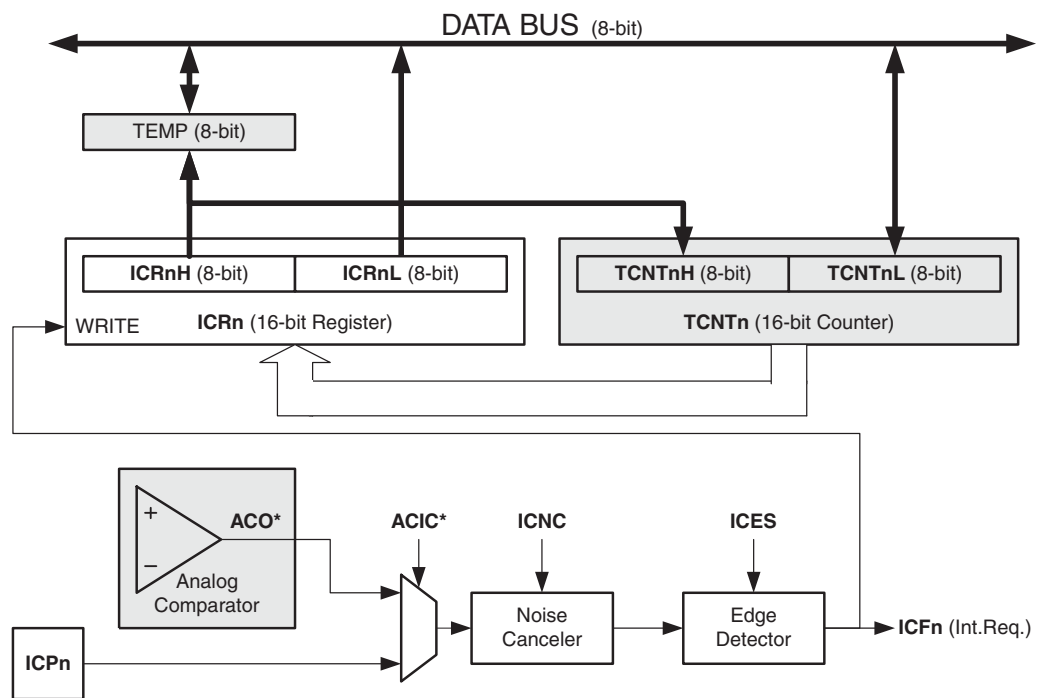 DATA BUS (8-bit)
TEMP (8-bit)
ICRnH (8-bit)
ICRnL (8-bit)
TCNTnH (8-bit)
TCNTnL (8-bit)
WRITE
ICRn (16-bit Register)
TCNTn (16-bit Counter)
+
−
ACO*
Analog
Comparator
ACIC*
ICNC
ICES
Noise
Canceler
Edge
Detector
ICFn (Int.Req.)
ICPn